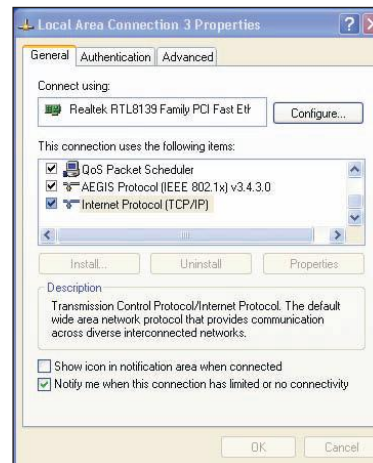 Local Area Connection 3 Properties
General Authentication Advanced
Connect using:
Realtek RTL8139 Family PCI Fast Eth Configure...
This connection uses the following items:
QoS Packet Scheduler
AEGIS Protocol (IEEE 802.1x) v3.4.3.0
Internet Protocol (TCP/IP)
Install... Uninstall Properties
Description
Transmission Control Protocol/Internet Protocol. The default
wide area network protocol that provides communication
across diverse interconnected networks.
Show icon in notification area when connected
Notify me when this connection has limited or no connectivity
OK Cancel